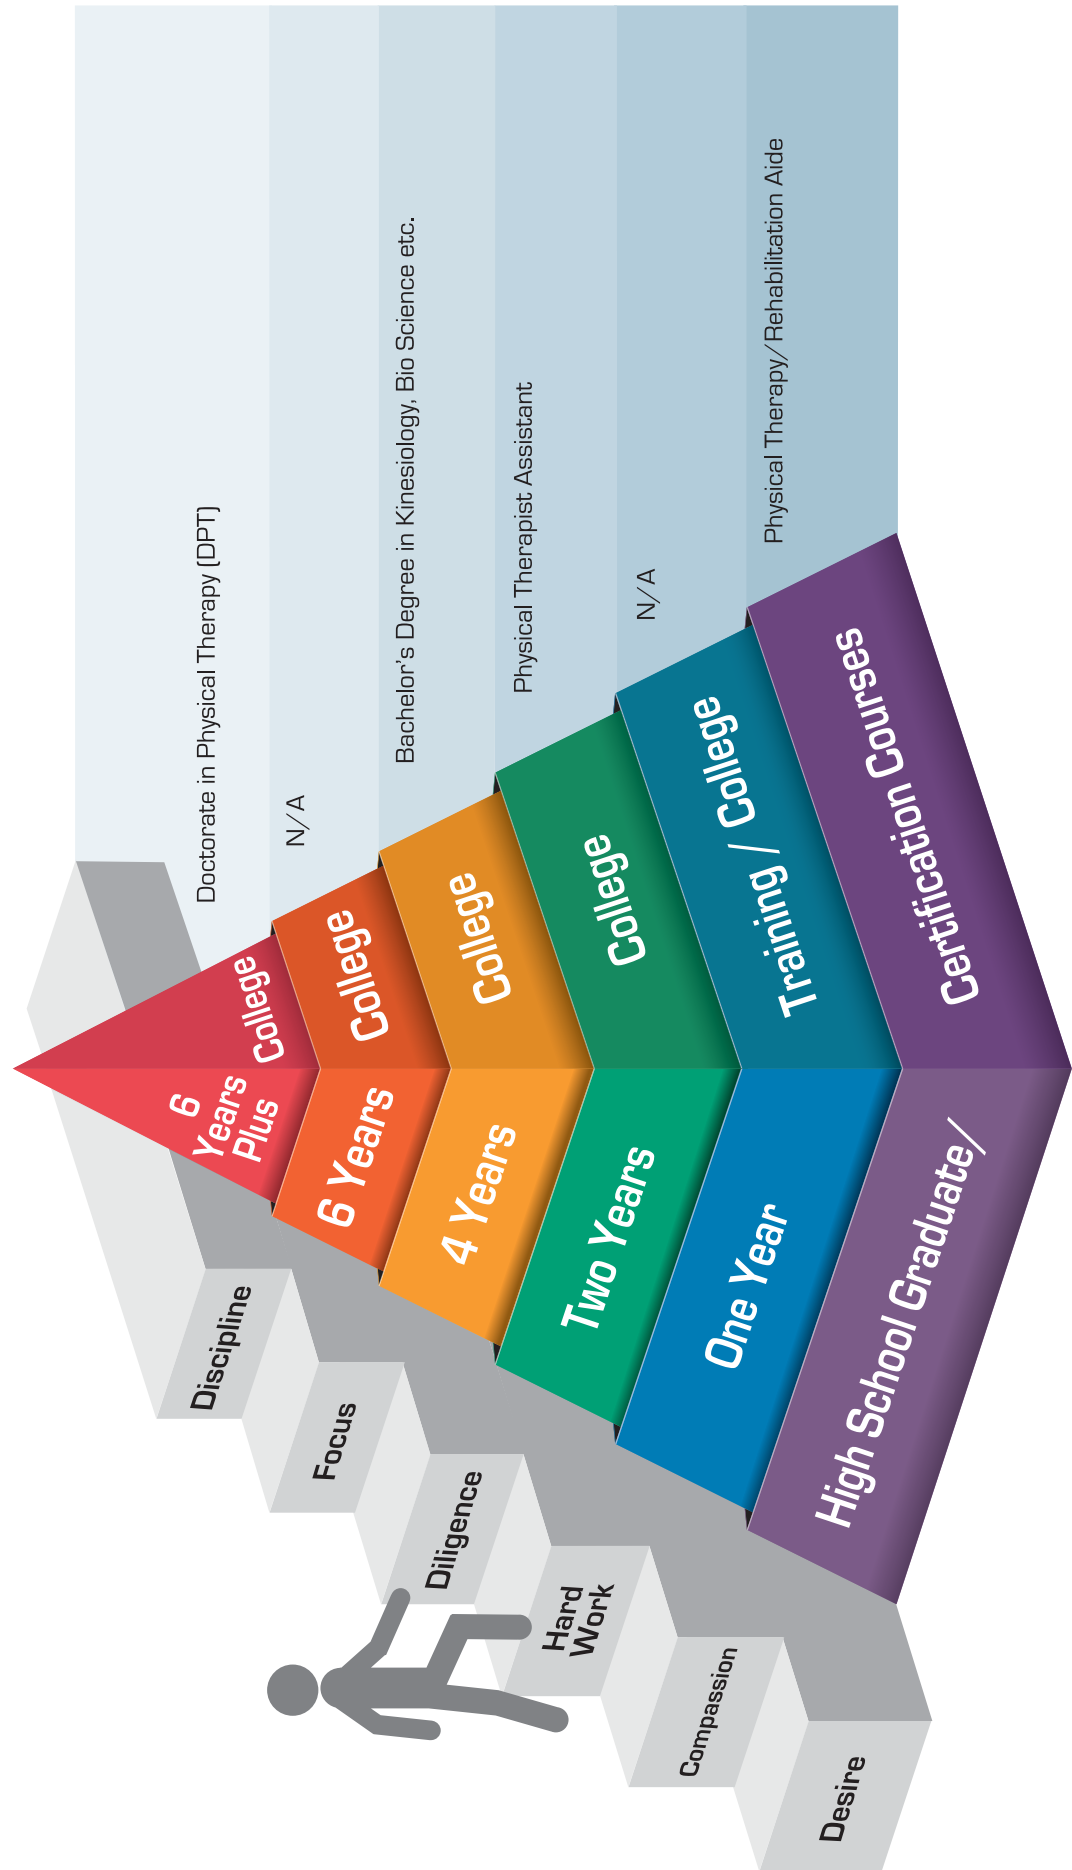 Discipline
Focus
Diligence
Hard
Work
Compassion
Desire
6
Years
Plus
College
Doctorate in Physical Therapy (DPT)
6 Years
College
N/A
4 Years
College
Bachelor’s Degree in Kinesiology, Bio Science etc.
Two Years
College
Physical Therapist Assistant
One Year
Training / College
N/A
High School Graduate/
Certification Courses
Physical Therapy/Rehabilitation Aide